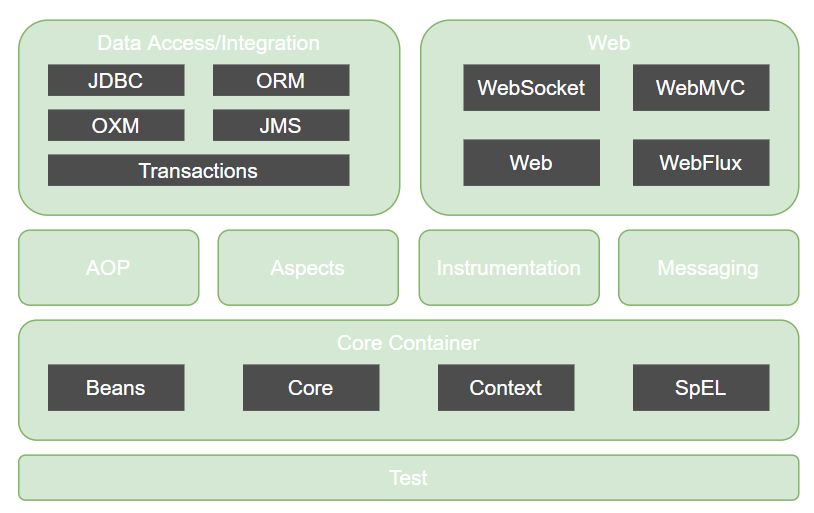 Data Access/Integration
JDBC
ORM
OXM
JMS
Transactions
Web
WebSocket
WebMVC
Web
WebFlux
AOP
Aspects
Instrumentation
Messaging
Core Container
Beans
Core
Context
SpEL
Test